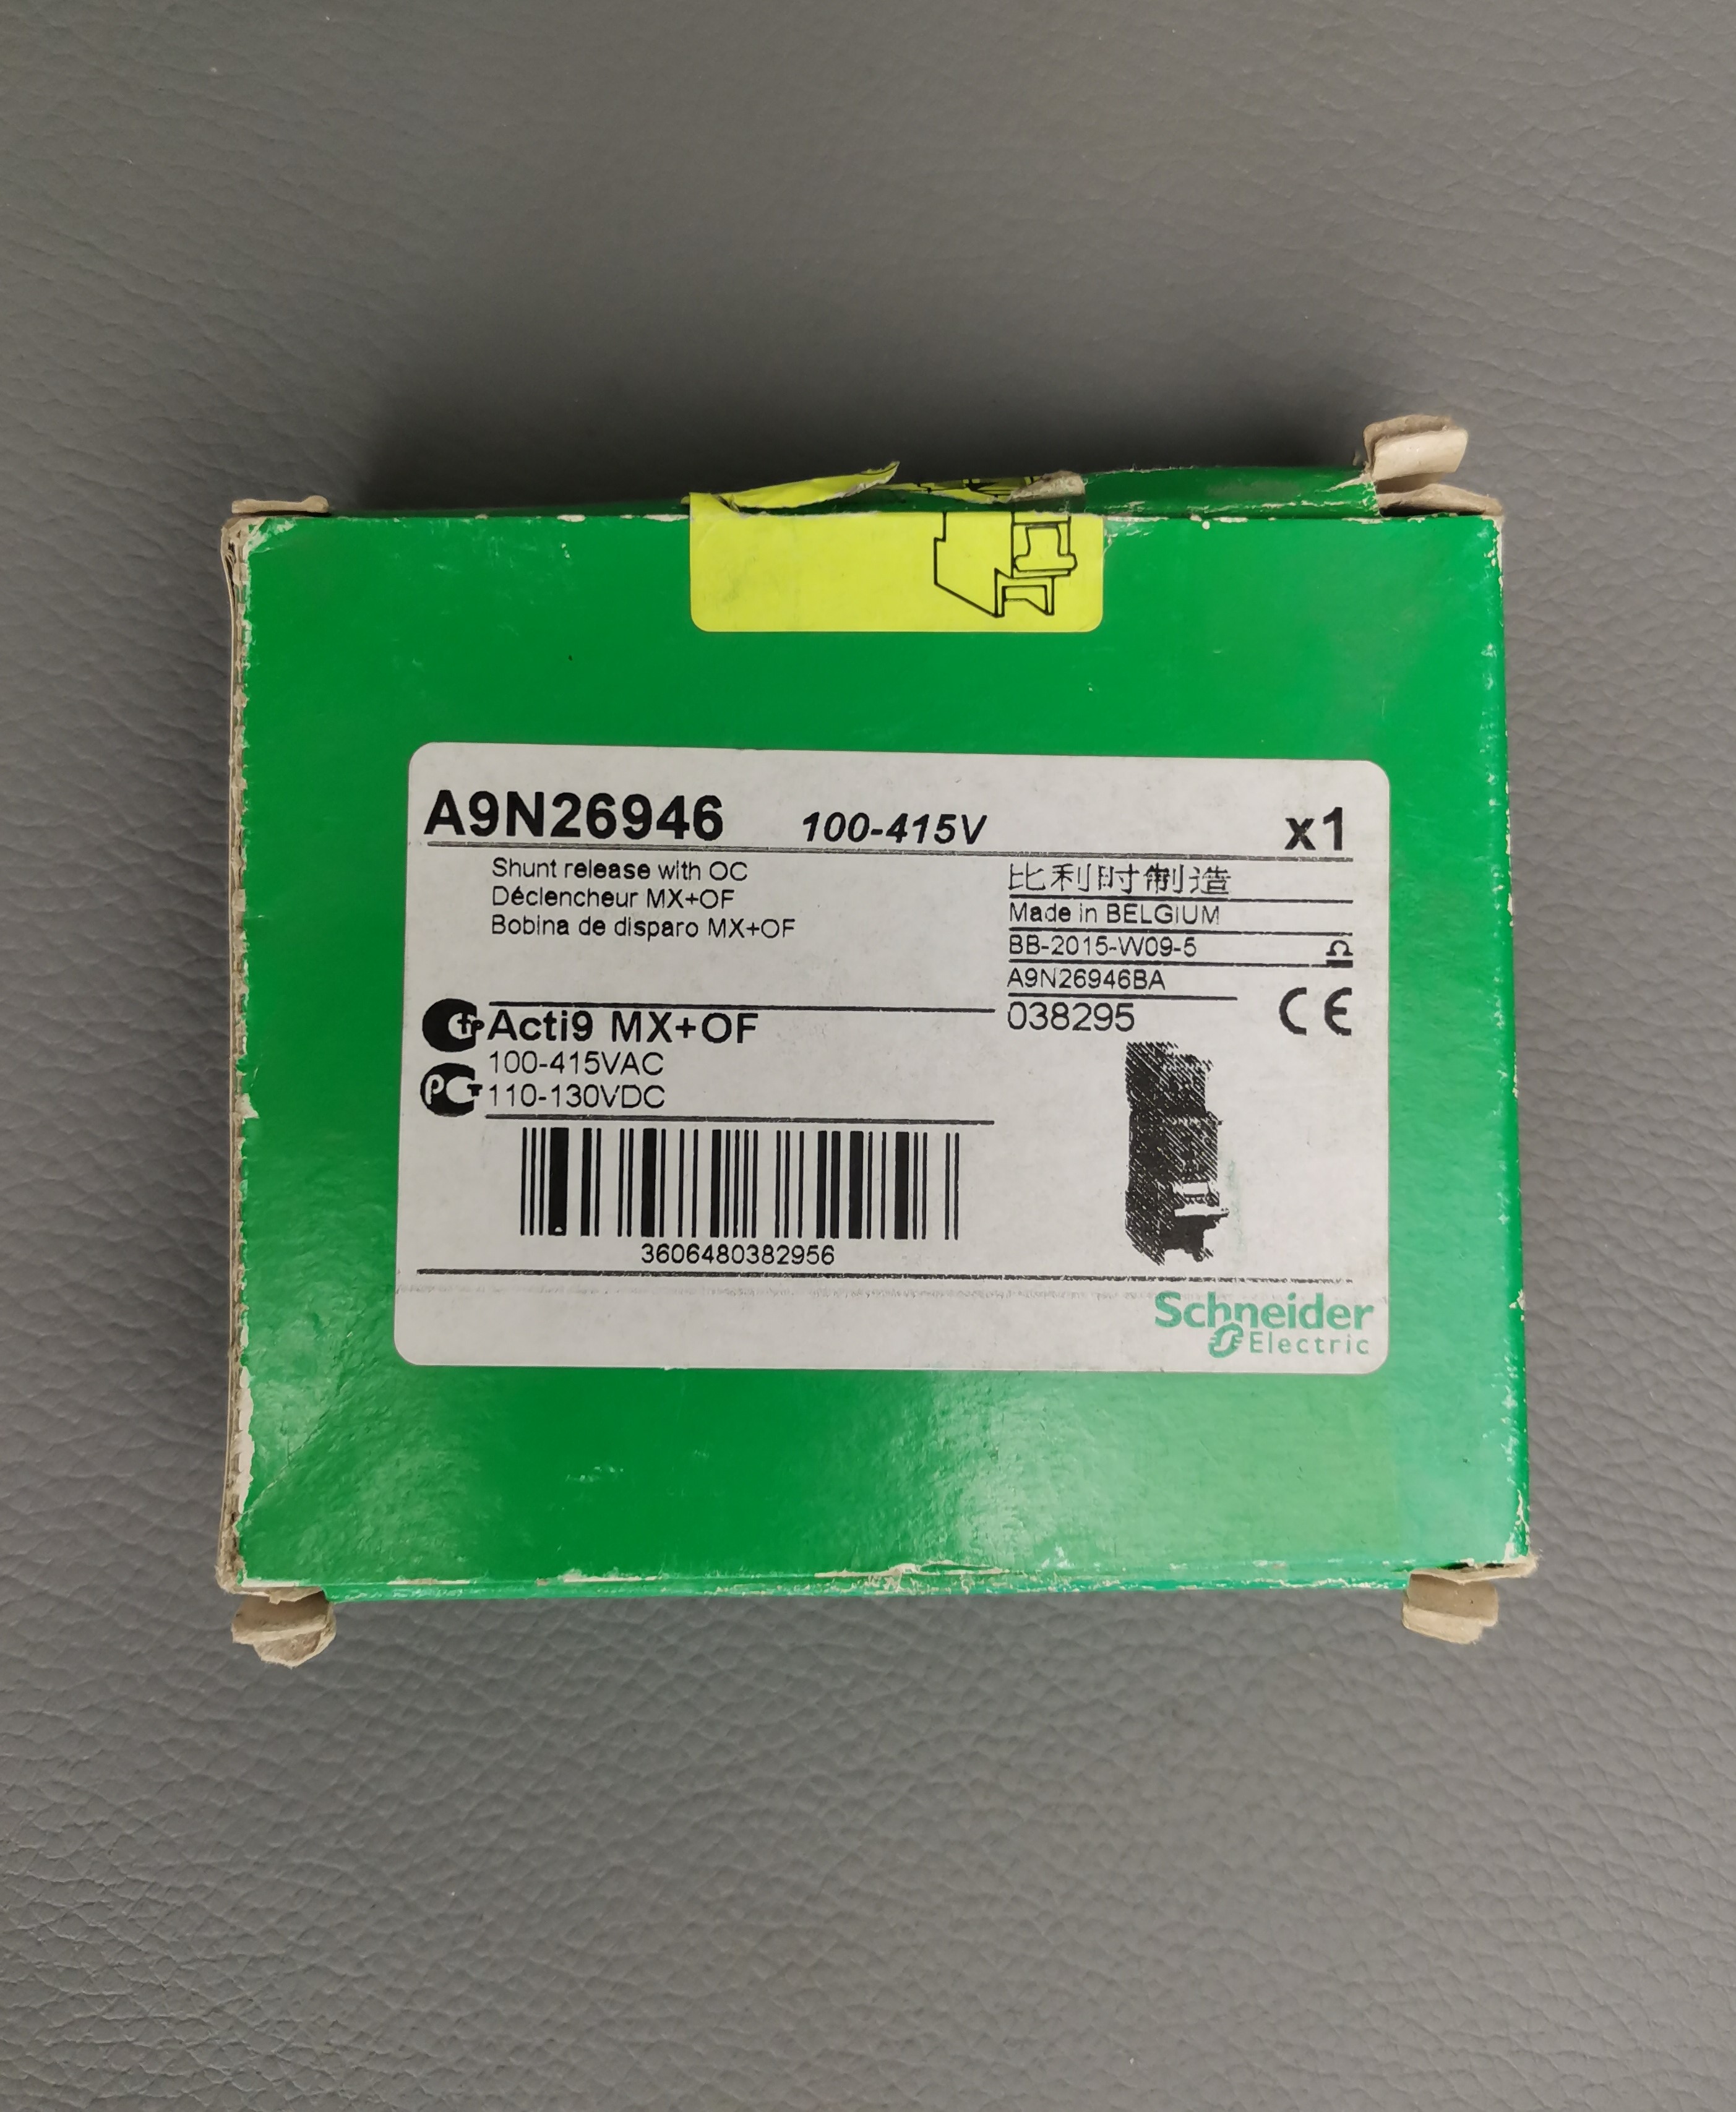 A9N26946 100-415V x1
Shunt release with OC
Déclencheur MX+OF
Bobina de disparo MX+OF
比利时制造
Made in BELGIUM
BB-2015-W09-5
A9N26946BA
038295
CE
Acti9 MX+OF
100-415VAC
110-130VDC
3606480382956
Schneider
Electric